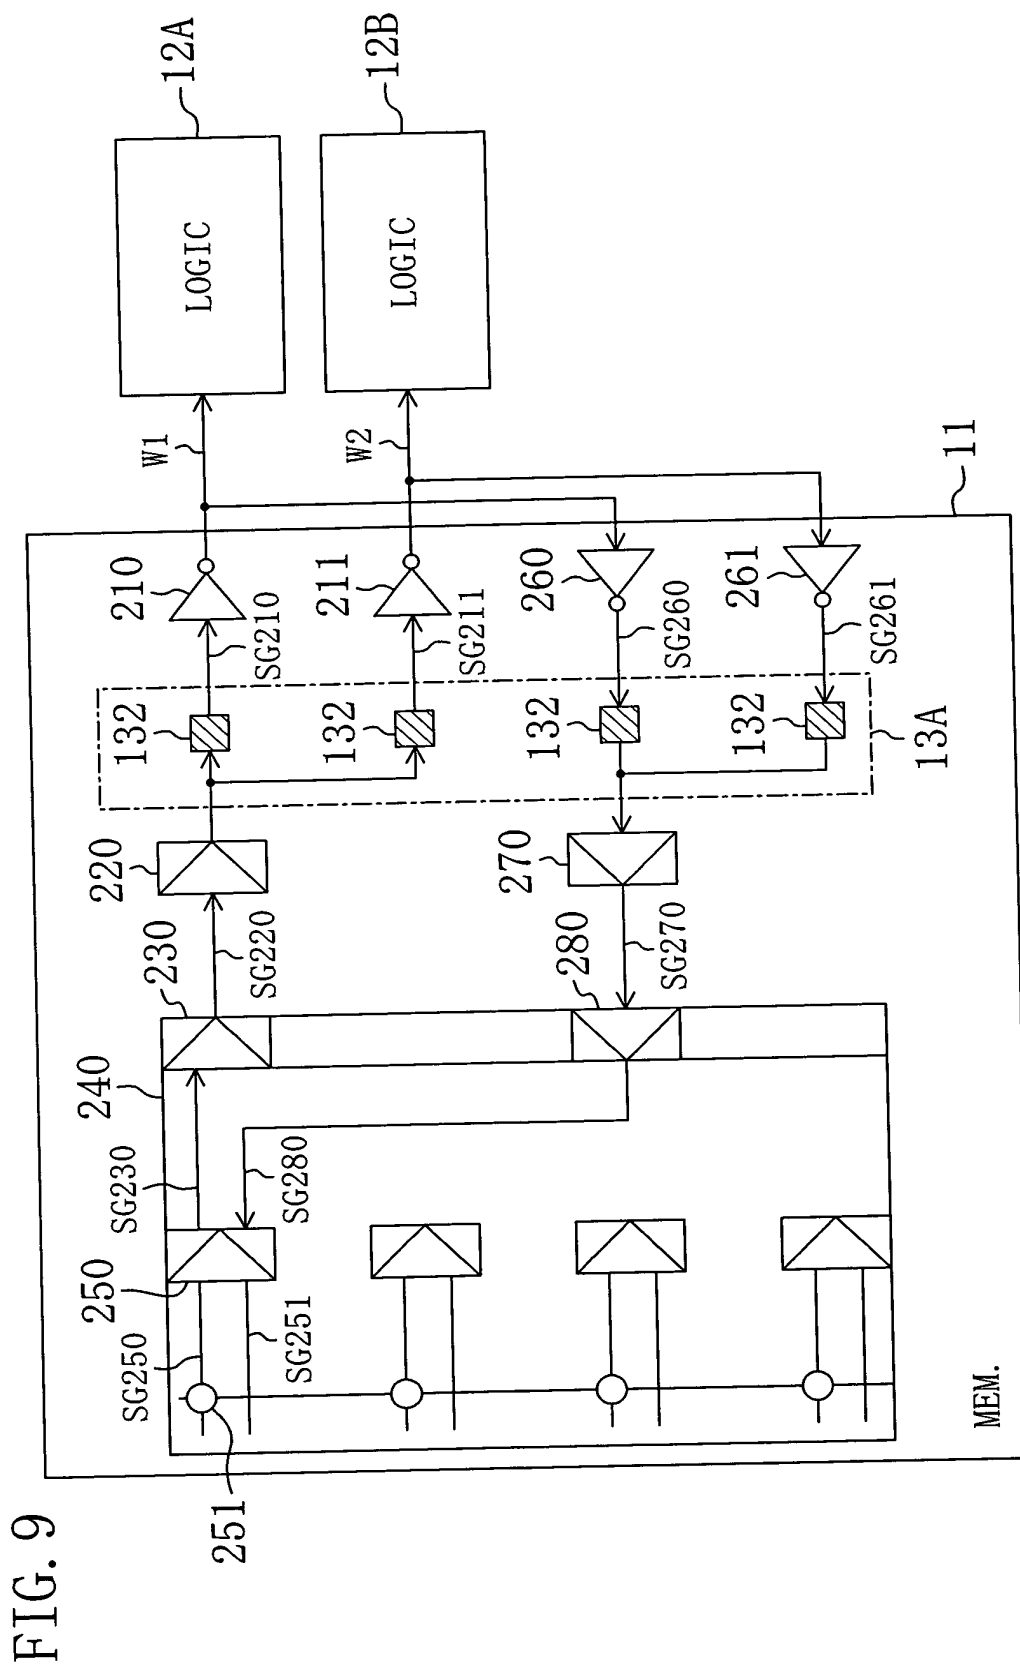 FIG. 9
251
SG250
SG251
250
SG230
SG280
240
230
280
SG220
SG270
220
270
132
132
132
132
13A
SG210
SG211
SG260
SG261
210
211
260
261
11
W1
W2
LOGIC
LOGIC
12A
12B
MEM.